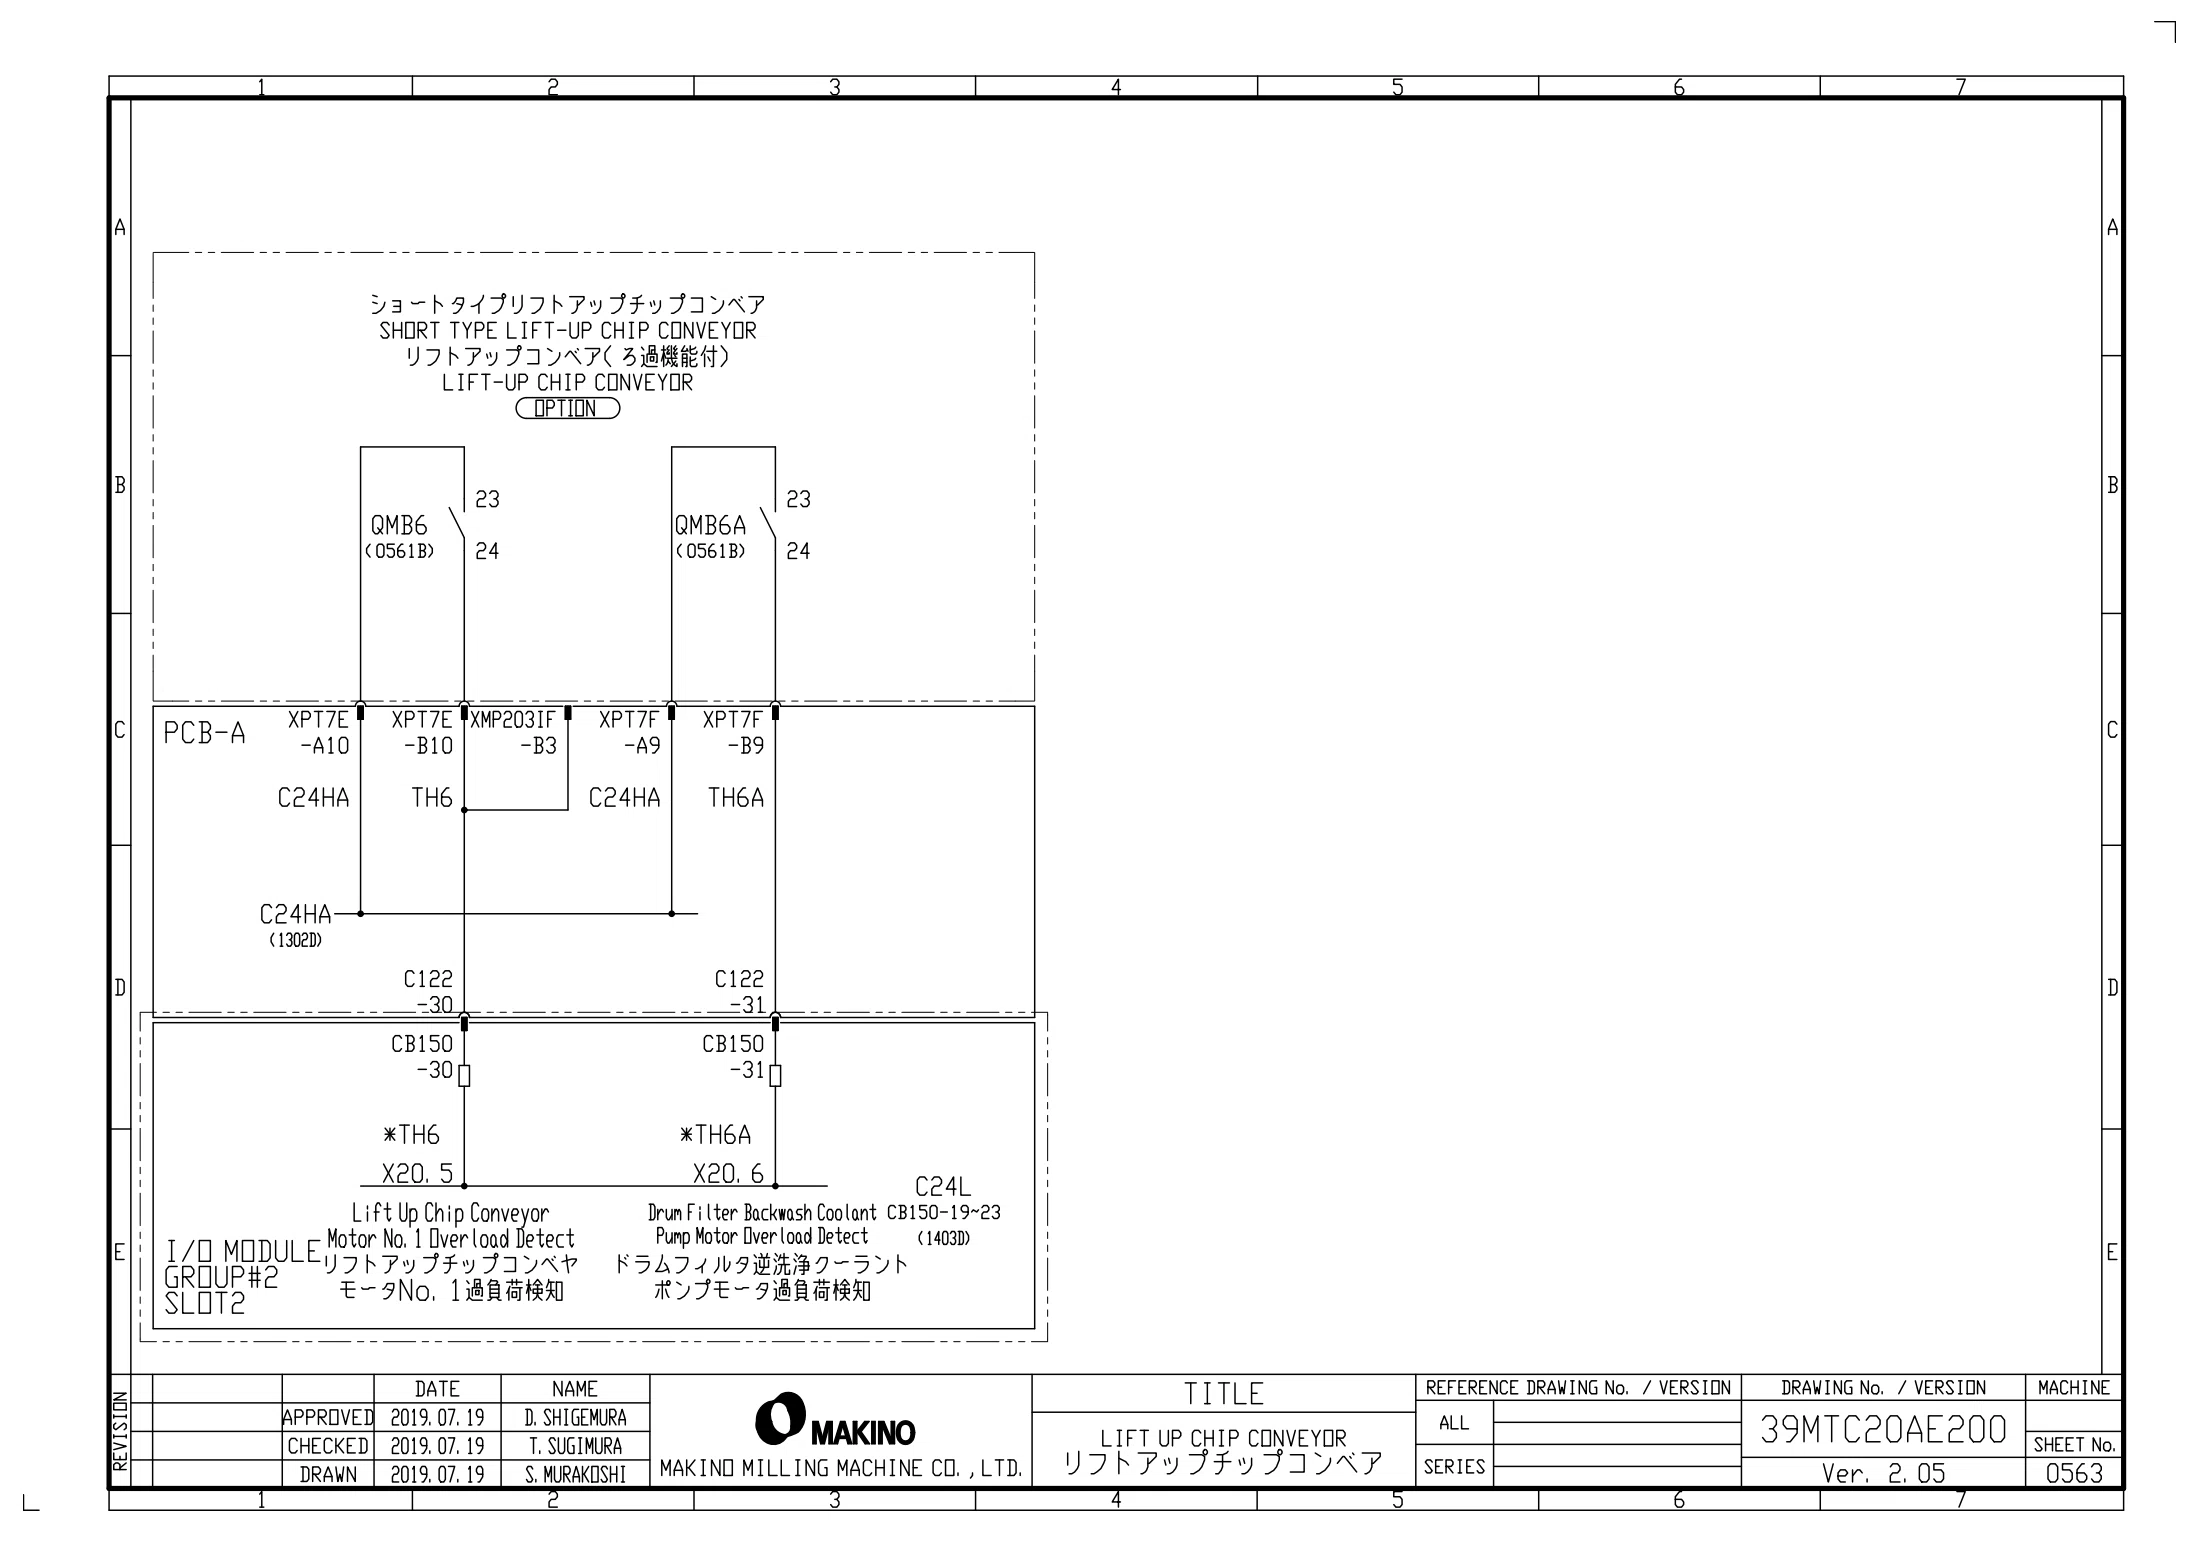 1 2 3 4 5 6 7
A A
ショートタイプリフトアップチップコンベア
SHORT TYPE LIFT-UP CHIP CONVEYOR
リフトアップコンベア(ろ過機能付)
LIFT-UP CHIP CONVEYOR
OPTION
B B
23 23
QMB6 QMB6A
(0561B) 24 (0561B) 24
C C
PCB-A
XPT7E XPT7E XMP203IF XPT7F XPT7F
-A10 -B10 -B3 -A9 -B9
C24HA TH6 C24HA TH6A
C24HA
(1302D)
D D
C122 C122
-30 -31
CB150 CB150
-30 -31
*TH6 *TH6A
X20.5 X20.6
C24L
Lift Up Chip Conveyor Drum Filter Backwash Coolant CB150-19~23
Motor No.1 Overload Detect Pump Motor Overload Detect (1403D)
リフトアップチップコンベヤ ドラムフィルタ逆洗浄クーラント
モータNo.1過負荷検知 ポンプモータ過負荷検知
E E
I/O MODULE
GROUP#2
SLOT2
REVISION
DATE NAME
APPROVED 2019.07.19 D.SHIGEMURA
CHECKED 2019.07.19 T.SUGIMURA
DRAWN 2019.07.19 S.MURAKOSHI
MAKINO
MAKINO MILLING MACHINE CO.,LTD.
TITLE
LIFT UP CHIP CONVEYOR
リフトアップチップコンベア
REFERENCE DRAWING No. / VERSION
ALL
SERIES
DRAWING No. / VERSION
39MTC20AE200
Ver. 2.05
MACHINE
SHEET No.
0563
1 2 3 4 5 6 7